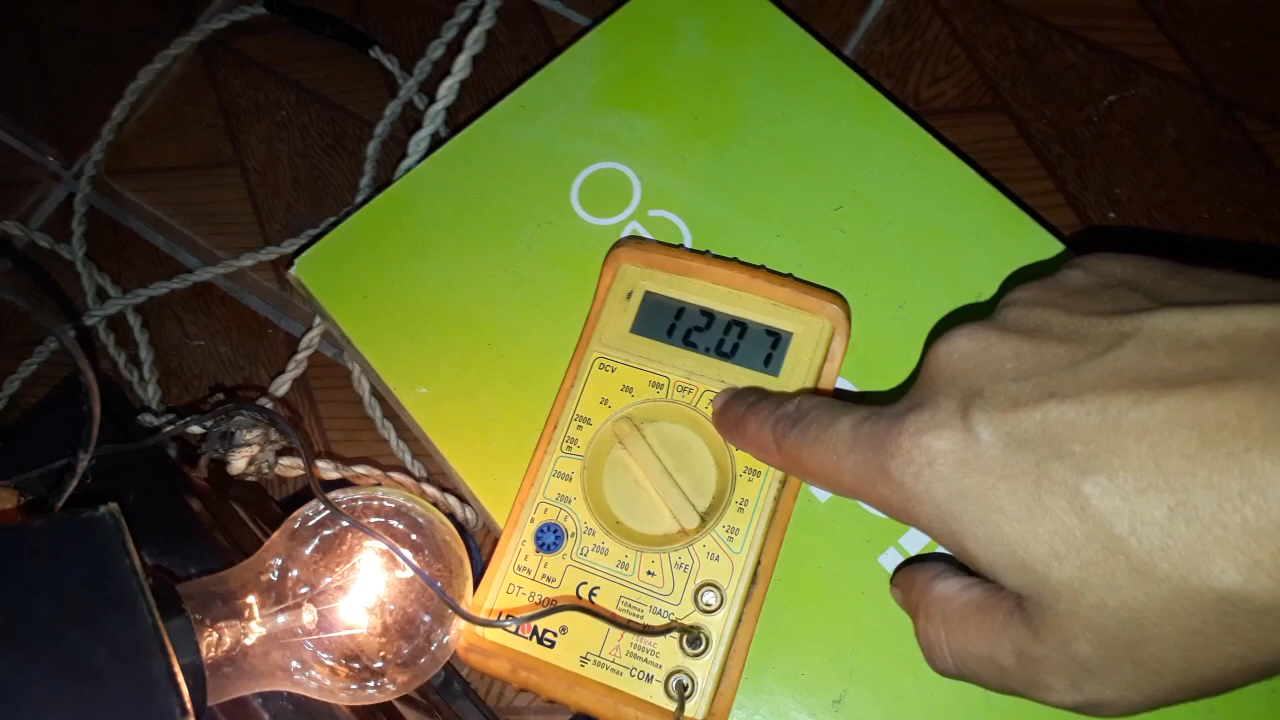 12.07
DCV
OFF
1000
200
20
2000
m
200
m
2000k
200k
20k
2000
Ω
200
hFE
10A
2000
µ
20
m
200
m
E
B
C
E
NPN
E
B
C
E
PNP
DT-830B
CE
10Amax
unfused
10ADC
750VAC
1000VDC
200mAmax
500Vmax
COM
®